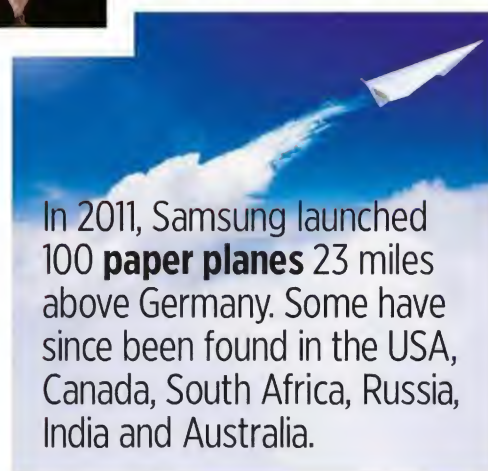 In 2011, Samsung launched
100 paper planes 23 miles
above Germany. Some have
since been found in the USA,
Canada, South Africa, Russia,
India and Australia.